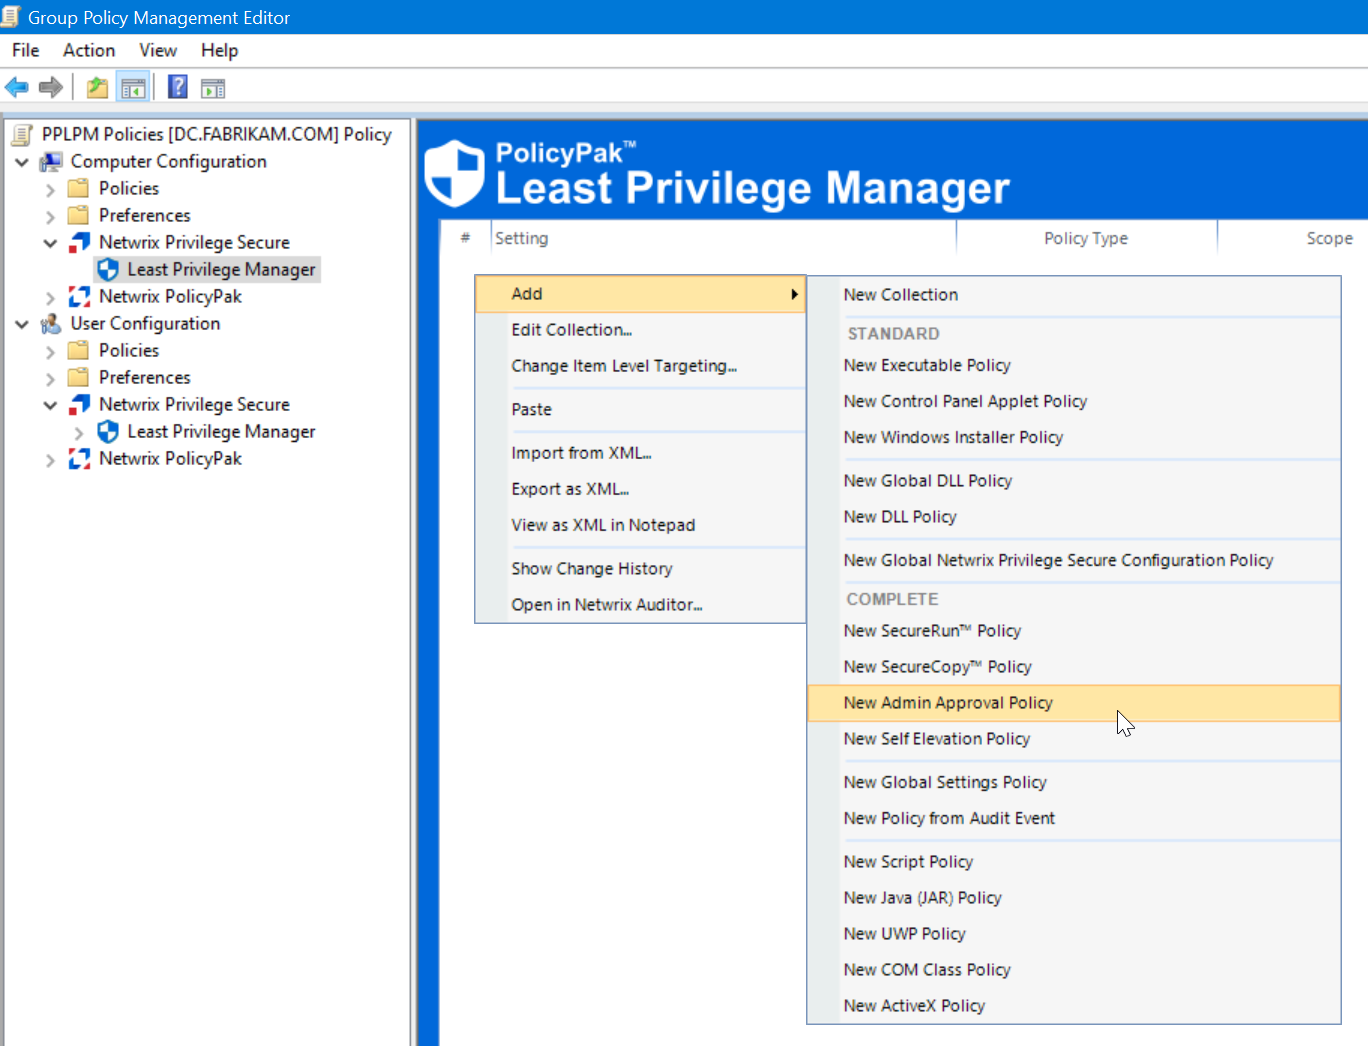 Group Policy Management Editor
File Action View Help
PPLPM Policies [DC.FABRIKAM.COM] Policy
Computer Configuration
Policies
Preferences
Netwrix Privilege Secure
Least Privilege Manager
Netwrix PolicyPak
User Configuration
Policies
Preferences
Netwrix Privilege Secure
Least Privilege Manager
Netwrix PolicyPak
PolicyPak™
Least Privilege Manager
# Setting Policy Type Scope
Add
Edit Collection...
Change Item Level Targeting...
Paste
Import from XML...
Export as XML...
View as XML in Notepad
Show Change History
Open in Netwrix Auditor...
New Collection
STANDARD
New Executable Policy
New Control Panel Applet Policy
New Windows Installer Policy
New Global DLL Policy
New DLL Policy
New Global Netwrix Privilege Secure Configuration Policy
COMPLETE
New SecureRun™ Policy
New SecureCopy™ Policy
New Admin Approval Policy
New Self Elevation Policy
New Global Settings Policy
New Policy from Audit Event
New Script Policy
New Java (JAR) Policy
New UWP Policy
New COM Class Policy
New ActiveX Policy